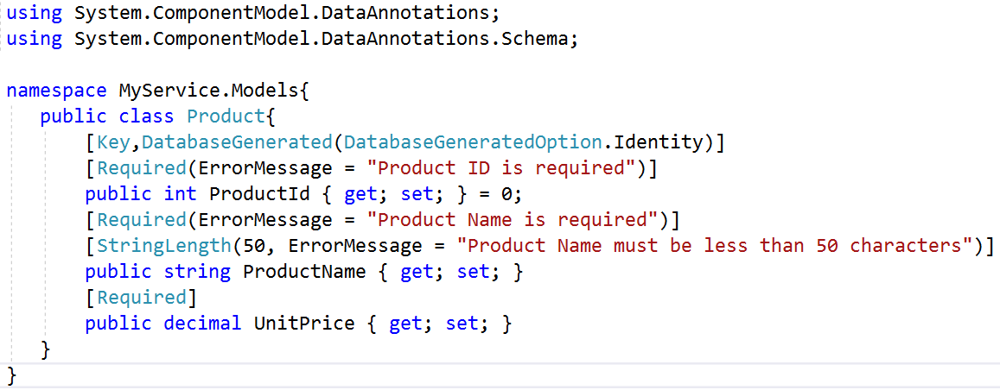 using System.ComponentModel.DataAnnotations;
using System.ComponentModel.DataAnnotations.Schema;

namespace MyService.Models{
   public class Product{
       [Key,DatabaseGenerated(DatabaseGeneratedOption.Identity)]
       [Required(ErrorMessage = "Product ID is required")]
       public int ProductId { get; set; } = 0;
       [Required(ErrorMessage = "Product Name is required")]
       [StringLength(50, ErrorMessage = "Product Name must be less than 50 characters")]
       public string ProductName { get; set; }
       [Required]
       public decimal UnitPrice { get; set; }
   }
}